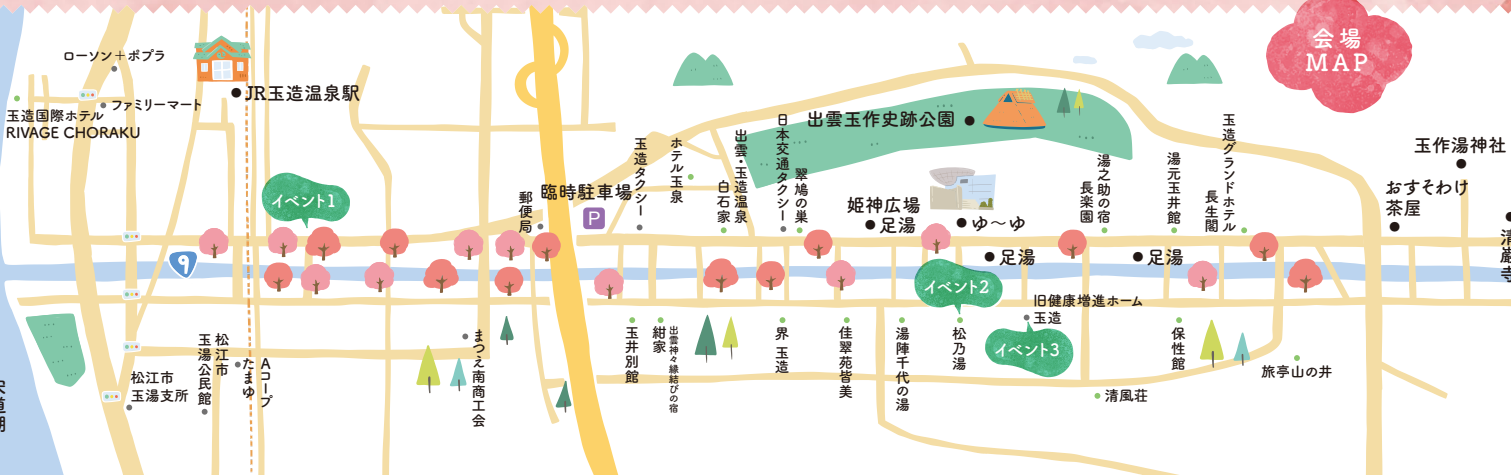 会場
MAP
ローソン+ポプラ
ファミリーマート
玉造国際ホテル
RIVAGE CHORAKU
JR玉造温泉駅
イベント1
9
郵便局
臨時駐車場
P
玉造タクシー
ホテル玉泉
白石家
出雲・玉造温泉
日本交通タクシー
翠鳩の巣
出雲玉作史跡公園
姫神広場
足湯
ゆ〜ゆ
足湯
長楽園
湯之助の宿
足湯
湯元玉井館
長生閣
玉造グランドホテル
玉作湯神社
おすそわけ
茶屋
清巌寺
イベント2
旧健康増進ホーム
玉造
イベント3
松江市
玉湯支所
松江市
玉湯公民館
Aコープ
たまゆ
まつえ南商工会
玉井別館
出雲神々縁結びの宿
紺家
界 玉造
佳翠苑皆美
湯陣千代の湯
松乃湯
保性館
旅亭山の井
清風荘
宍道湖